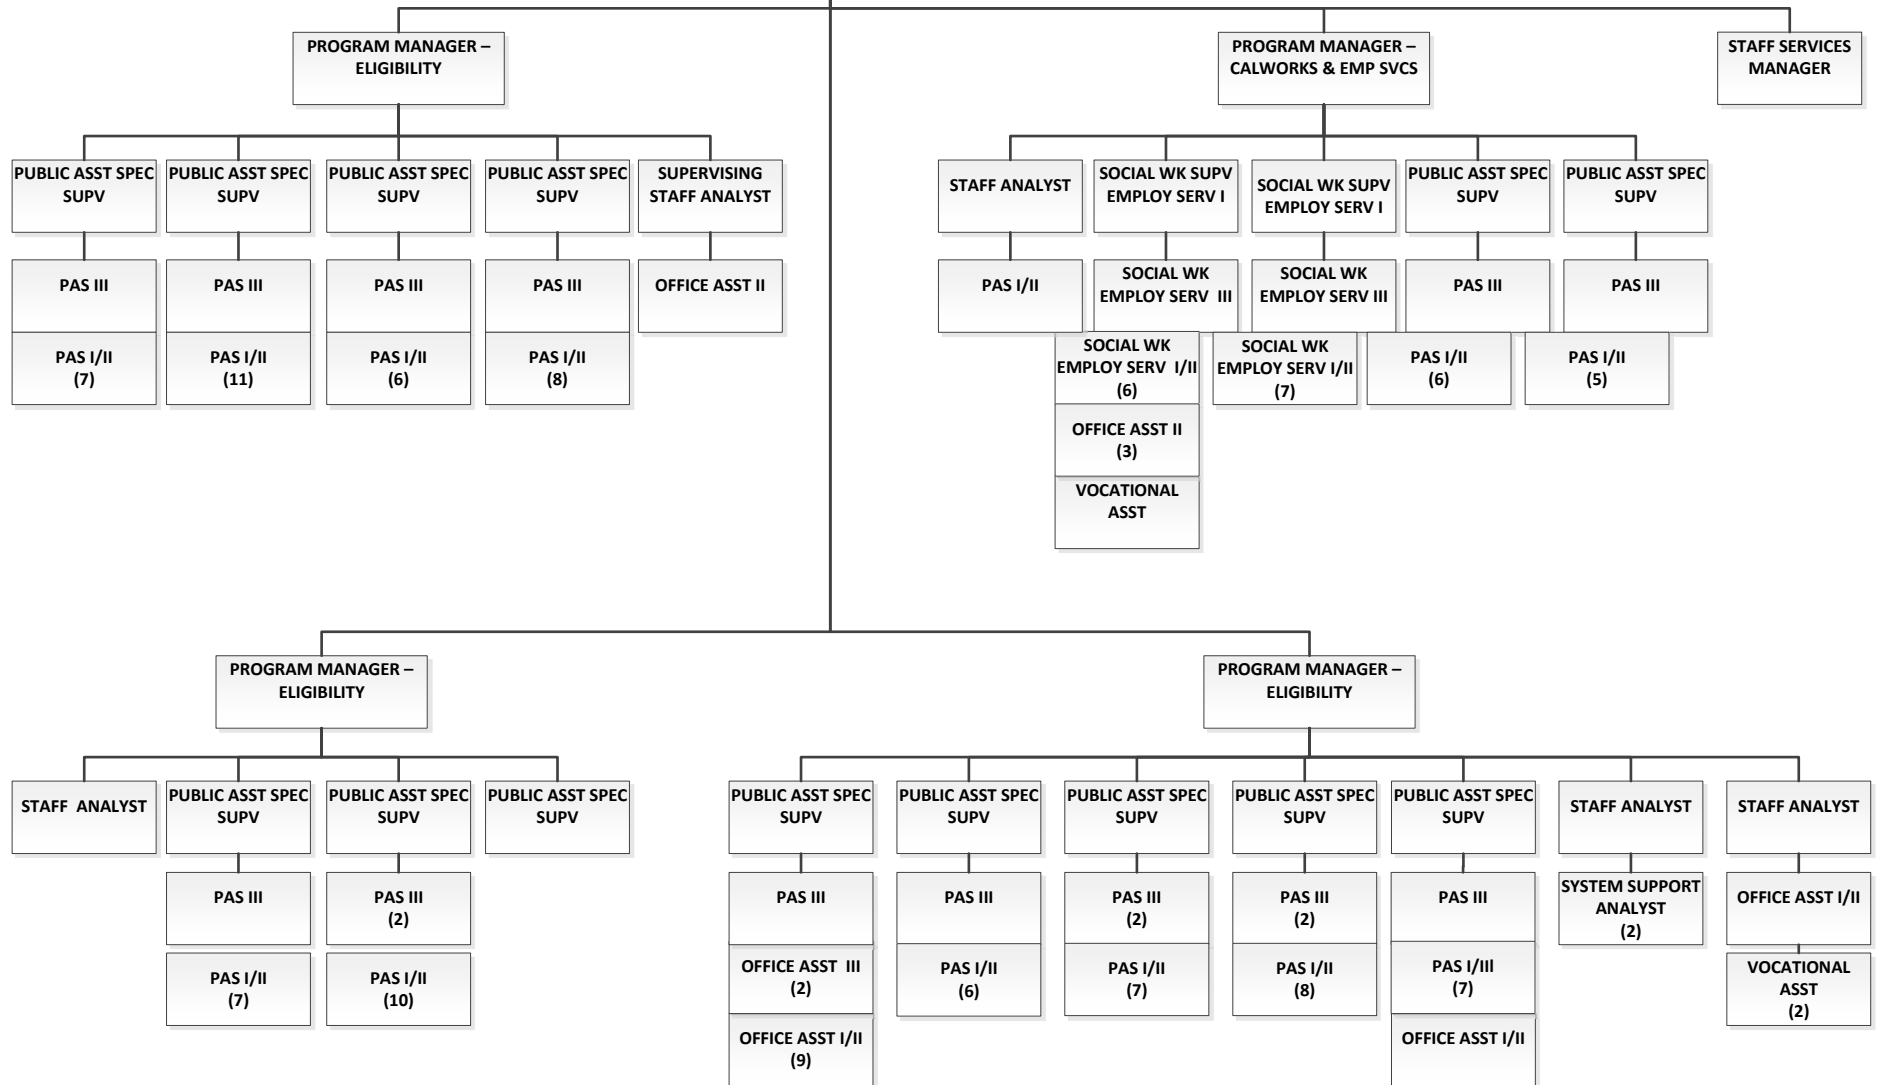 PROGRAM MANAGER –
ELIGIBILITY
PROGRAM MANAGER –
CALWORKS & EMP SVCS
STAFF SERVICES
MANAGER
PUBLIC ASST SPEC
SUPV
PUBLIC ASST SPEC
SUPV
PUBLIC ASST SPEC
SUPV
PUBLIC ASST SPEC
SUPV
SUPERVISING
STAFF ANALYST
STAFF ANALYST
SOCIAL WK SUPV
EMPLOY SERV I
SOCIAL WK SUPV
EMPLOY SERV I
PUBLIC ASST SPEC
SUPV
PUBLIC ASST SPEC
SUPV
PAS III
PAS III
PAS III
PAS III
OFFICE ASST II
PAS I/II
SOCIAL WK
EMPLOY SERV  III
SOCIAL WK
EMPLOY SERV III
PAS III
PAS III
PAS I/II
(7)
PAS I/II
(11)
PAS I/II
(6)
PAS I/II
(8)
SOCIAL WK
EMPLOY SERV  I/II
(6)
SOCIAL WK
EMPLOY SERV I/II
(7)
PAS I/II
(6)
PAS I/II
(5)
OFFICE ASST II
(3)
VOCATIONAL
ASST
PROGRAM MANAGER –
ELIGIBILITY
PROGRAM MANAGER –
ELIGIBILITY
STAFF  ANALYST
PUBLIC ASST SPEC
SUPV
PUBLIC ASST SPEC
SUPV
PUBLIC ASST SPEC
SUPV
PUBLIC ASST SPEC
SUPV
PUBLIC ASST SPEC
SUPV
PUBLIC ASST SPEC
SUPV
PUBLIC ASST SPEC
SUPV
PUBLIC ASST SPEC
SUPV
STAFF ANALYST
STAFF ANALYST
PAS III
PAS III
(2)
PAS III
PAS III
PAS III
(2)
PAS III
(2)
PAS III
SYSTEM SUPPORT
ANALYST
(2)
OFFICE ASST I/II
PAS I/II
(7)
PAS I/II
(10)
OFFICE ASST  III
(2)
PAS I/II
(6)
PAS I/II
(7)
PAS I/II
(8)
PAS I/III
(7)
VOCATIONAL
ASST
(2)
OFFICE ASST I/II
(9)
OFFICE ASST I/II